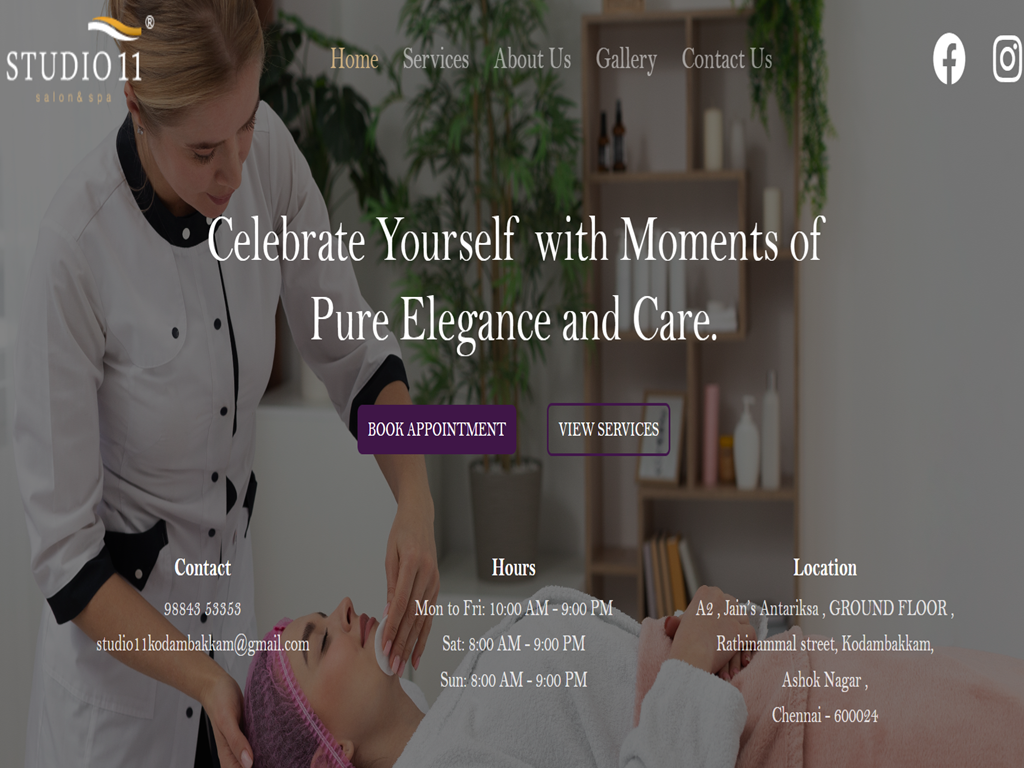 STUDIO 11 ®
salon & spa
Home Services About Us Gallery Contact Us
Celebrate Yourself with Moments of
Pure Elegance and Care.
BOOK APPOINTMENT VIEW SERVICES
Contact
98843 53353
studio11kodambakkam@gmail.com
Hours
Mon to Fri: 10:00 AM - 9:00 PM
Sat: 8:00 AM - 9:00 PM
Sun: 8:00 AM - 9:00 PM
Location
A2 , Jain's Antariksa , GROUND FLOOR ,
Rathinammal street, Kodambakkam,
Ashok Nagar ,
Chennai - 600024